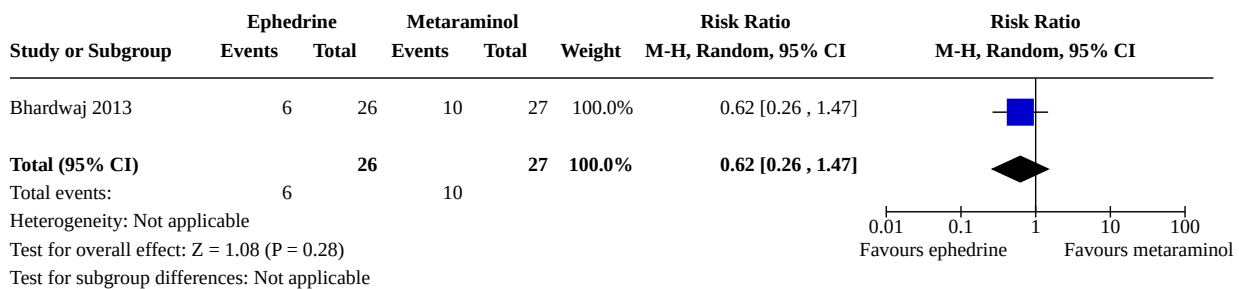 Ephedrine Metaraminol Risk Ratio Risk Ratio
Study or Subgroup Events Total Events Total Weight M-H, Random, 95% CI M-H, Random, 95% CI
Bhardwaj 2013 6 26 10 27 100.0% 0.62 [0.26 , 1.47]
Total (95% CI) 26 27 100.0% 0.62 [0.26 , 1.47]
Total events: 6 10
Heterogeneity: Not applicable
0.01 0.1 1 10 100
Test for overall effect: Z = 1.08 (P = 0.28) Favours ephedrine Favours metaraminol
Test for subgroup differences: Not applicable